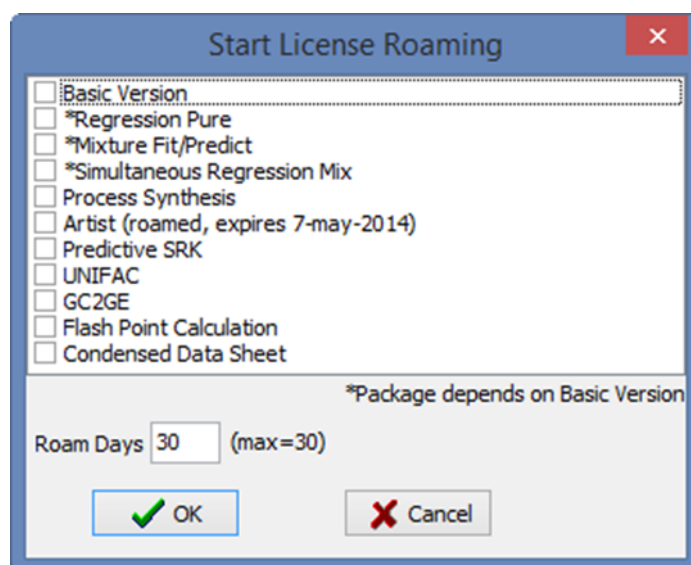 Start License Roaming
Basic Version
*Regression Pure
*Mixture Fit/Predict
*Simultaneous Regression Mix
Process Synthesis
Artist (roamed, expires 7-may-2014)
Predictive SRK
UNIFAC
GC2GE
Flash Point Calculation
Condensed Data Sheet
*Package depends on Basic Version
Roam Days 30 (max=30)
OK Cancel